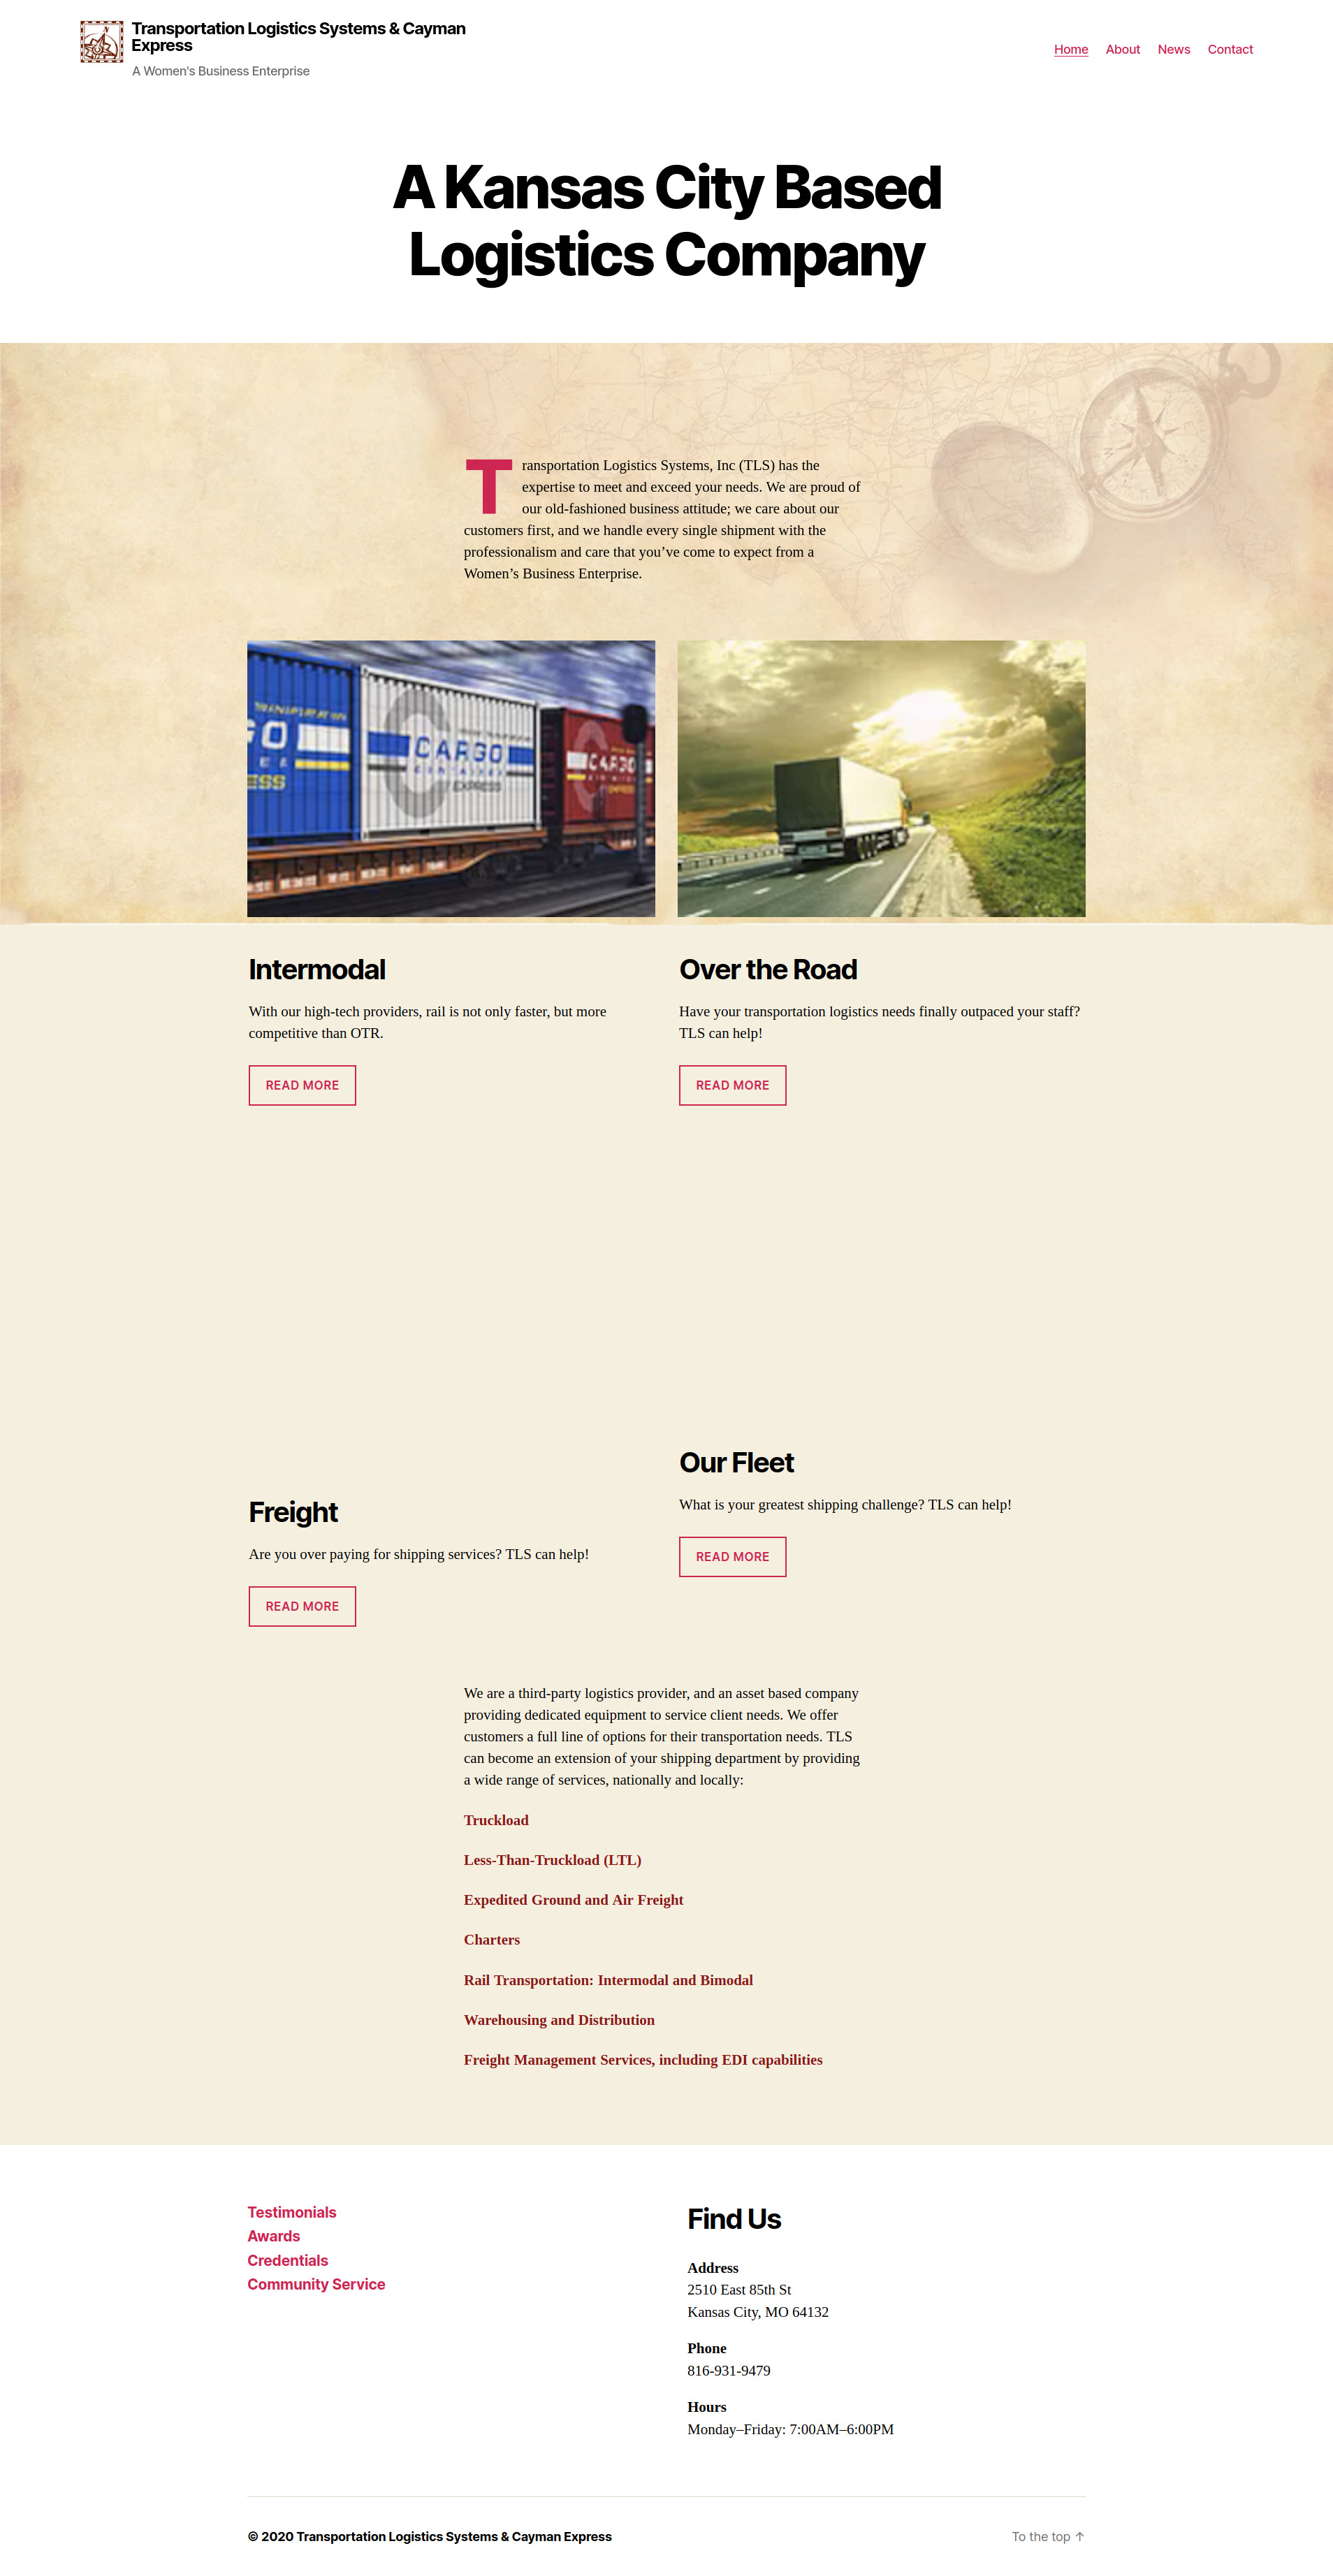 Transportation Logistics Systems & Cayman
Express
A Women's Business Enterprise
Home About News Contact
A Kansas City Based
Logistics Company
Transportation Logistics Systems, Inc (TLS) has the
expertise to meet and exceed your needs. We are proud of
our old-fashioned business attitude; we care about our
customers first, and we handle every single shipment with the
professionalism and care that you’ve come to expect from a
Women’s Business Enterprise.
CARGO
EXPRESS
CARGO
Intermodal
With our high-tech providers, rail is not only faster, but more
competitive than OTR.
READ MORE
Over the Road
Have your transportation logistics needs finally outpaced your staff?
TLS can help!
READ MORE
Freight
Are you over paying for shipping services? TLS can help!
READ MORE
Our Fleet
What is your greatest shipping challenge? TLS can help!
READ MORE
We are a third-party logistics provider, and an asset based company
providing dedicated equipment to service client needs. We offer
customers a full line of options for their transportation needs. TLS
can become an extension of your shipping department by providing
a wide range of services, nationally and locally:
Truckload
Less-Than-Truckload (LTL)
Expedited Ground and Air Freight
Charters
Rail Transportation: Intermodal and Bimodal
Warehousing and Distribution
Freight Management Services, including EDI capabilities
Testimonials
Awards
Credentials
Community Service
Find Us
Address
2510 East 85th St
Kansas City, MO 64132
Phone
816-931-9479
Hours
Monday–Friday: 7:00AM–6:00PM
© 2020 Transportation Logistics Systems & Cayman Express
To the top ↑